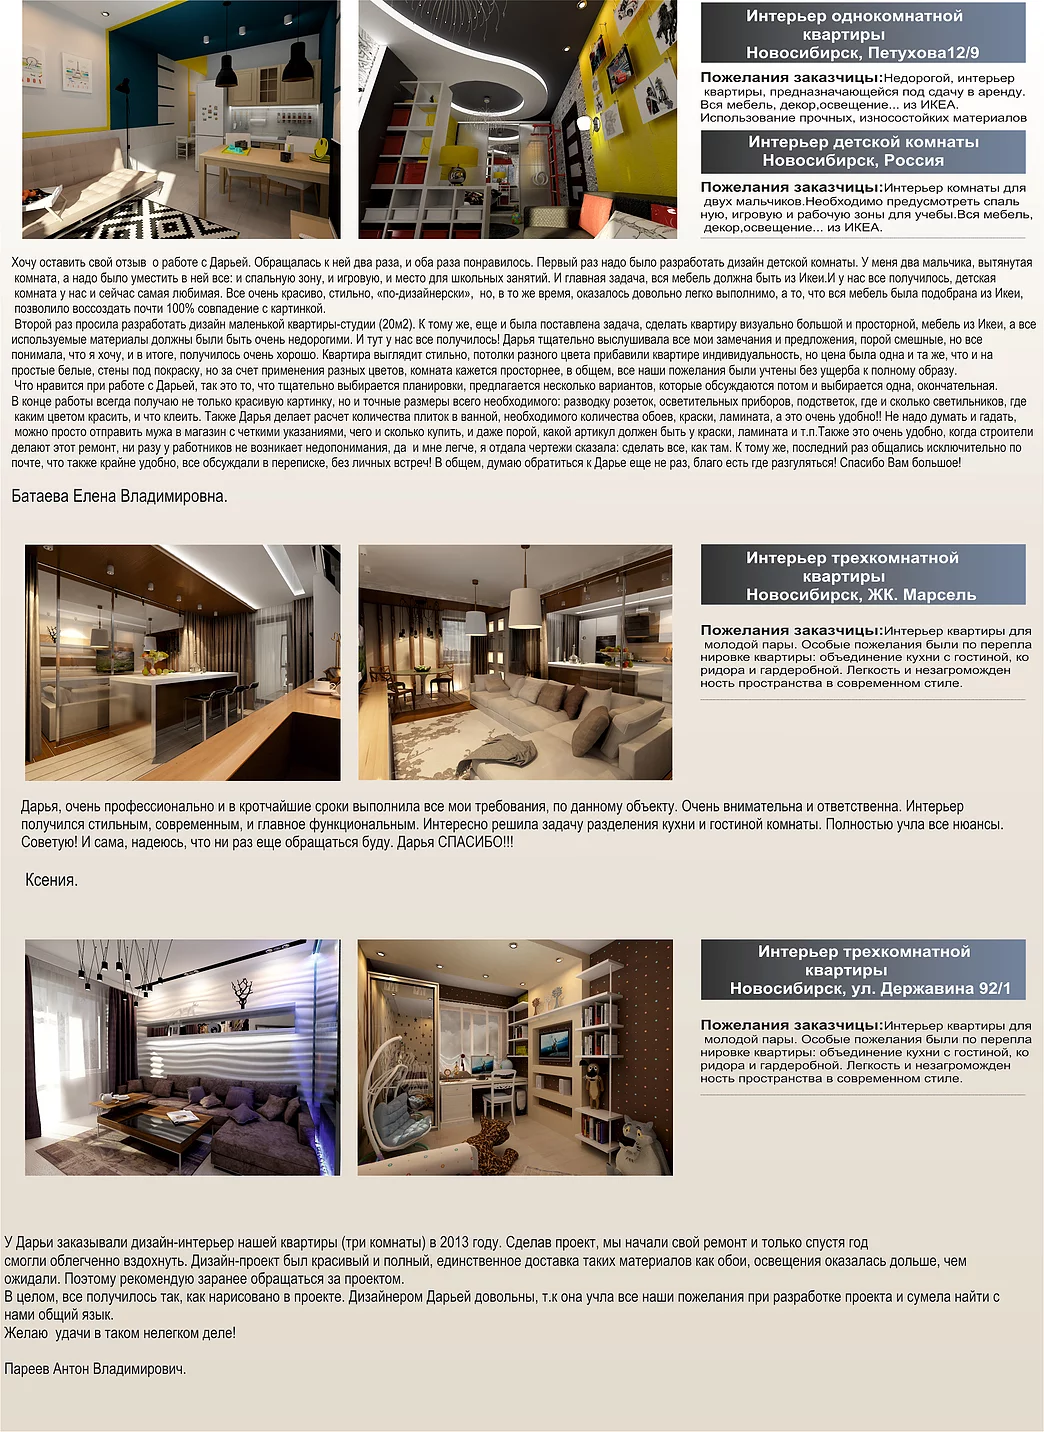 Интерьер однокомнатной
квартиры
Новосибирск, Петухова12/9
Пожелания заказчицы:Недорогой, интерьер
квартиры, предназначающейся под сдачу в аренду.
Вся мебель, декор,освещение... из ИКЕА.
Использование прочных, износостойких материалов
Интерьер детской комнаты
Новосибирск, Россия
Пожелания заказчицы:Интерьер комнаты для
двух мальчиков.Необходимо предусмотреть спаль
ную, игровую и рабочую зоны для учебы.Вся мебель,
декор,освещение... из ИКЕА.
Хочу оставить свой отзыв  о работе с Дарьей. Обращалась к ней два раза, и оба раза понравилось. Первый раз надо было разработать дизайн детской комнаты. У меня два мальчика, вытянутая
комната, а надо было уместить в ней все: и спальную зону, и игровую, и место для школьных занятий. И главная задача, вся мебель должна быть из Икеи.И у нас все получилось, детская
комната у нас и сейчас самая любимая. Все очень красиво, стильно, «по-дизайнерски»,  но, в то же время, оказалось довольно легко выполнимо, а то, что вся мебель была подобрана из Икеи,
позволило воссоздать почти 100% совпадение с картинкой.
Второй раз просила разработать дизайн маленькой квартиры-студии (20м2). К тому же, еще и была поставлена задача, сделать квартиру визуально большой и просторной, мебель из Икеи, а все
используемые материалы должны были быть очень недорогими. И тут у нас все получилось! Дарья тщательно выслушивала все мои замечания и предложения, порой смешные, но все
понимала, что я хочу, и в итоге, получилось очень хорошо. Квартира выглядит стильно, потолки разного цвета прибавили квартире индивидуальность, но цена была одна и та же, что и на
простые белые, стены под покраску, но за счет применения разных цветов, комната кажется просторнее, в общем, все наши пожелания были учтены без ущерба к полному образу.
Что нравится при работе с Дарьей, так это то, что тщательно выбирается планировки, предлагается несколько вариантов, которые обсуждаются потом и выбирается одна, окончательная.
В конце работы всегда получаю не только красивую картинку, но и точные размеры всего необходимого: разводку розеток, осветительных приборов, подстветок, где и сколько светильников, где
каким цветом красить, и что клеить. Также Дарья делает расчет количества плиток в ванной, необходимого количества обоев, краски, ламината, а это очень удобно!! Не надо думать и гадать,
можно просто отправить мужа в магазин с четкими указаниями, чего и сколько купить, и даже порой, какой артикул должен быть у краски, ламината и т.п.Также это очень удобно, когда строители
делают этот ремонт, ни разу у работников не возникает недопонимания, да  и мне легче, я отдала чертежи сказала: сделать все, как там. К тому же, последний раз общались исключительно по
почте, что также крайне удобно, все обсуждали в переписке, без личных встреч! В общем, думаю обратиться к Дарье еще не раз, благо есть где разгуляться! Спасибо Вам большое!
Батаева Елена Владимировна.
Интерьер трехкомнатной
квартиры
Новосибирск, ЖК. Марсель
Пожелания заказчицы:Интерьер квартиры для
молодой пары. Особые пожелания были по перепла
нировке квартиры: объединение кухни с гостиной, ко
ридора и гардеробной. Легкость и незагроможден
ность пространства в современном стиле.
Дарья, очень профессионально и в кротчайшие сроки выполнила все мои требования, по данному объекту. Очень внимательна и ответственна. Интерьер
получился стильным, современным, и главное функциональным. Интересно решила задачу разделения кухни и гостиной комнаты. Полностью учла все нюансы.
Советую! И сама, надеюсь, что ни раз еще обращаться буду. Дарья СПАСИБО!!!
Ксения.
Интерьер трехкомнатной
квартиры
Новосибирск, ул. Державина 92/1
Пожелания заказчицы:Интерьер квартиры для
молодой пары. Особые пожелания были по перепла
нировке квартиры: объединение кухни с гостиной, ко
ридора и гардеробной. Легкость и незагроможден
ность пространства в современном стиле.
У Дарьи заказывали дизайн-интерьер нашей квартиры (три комнаты) в 2013 году. Сделав проект, мы начали свой ремонт и только спустя год
смогли облегченно вздохнуть. Дизайн-проект был красивый и полный, единственное доставка таких материалов как обои, освещения оказалась дольше, чем
ожидали. Поэтому рекомендую заранее обращаться за проектом.
В целом, все получилось так, как нарисовано в проекте. Дизайнером Дарьей довольны, т.к она учла все наши пожелания при разработке проекта и сумела найти с
нами общий язык.
Желаю  удачи в таком нелегком деле!
Пареев Антон Владимирович.